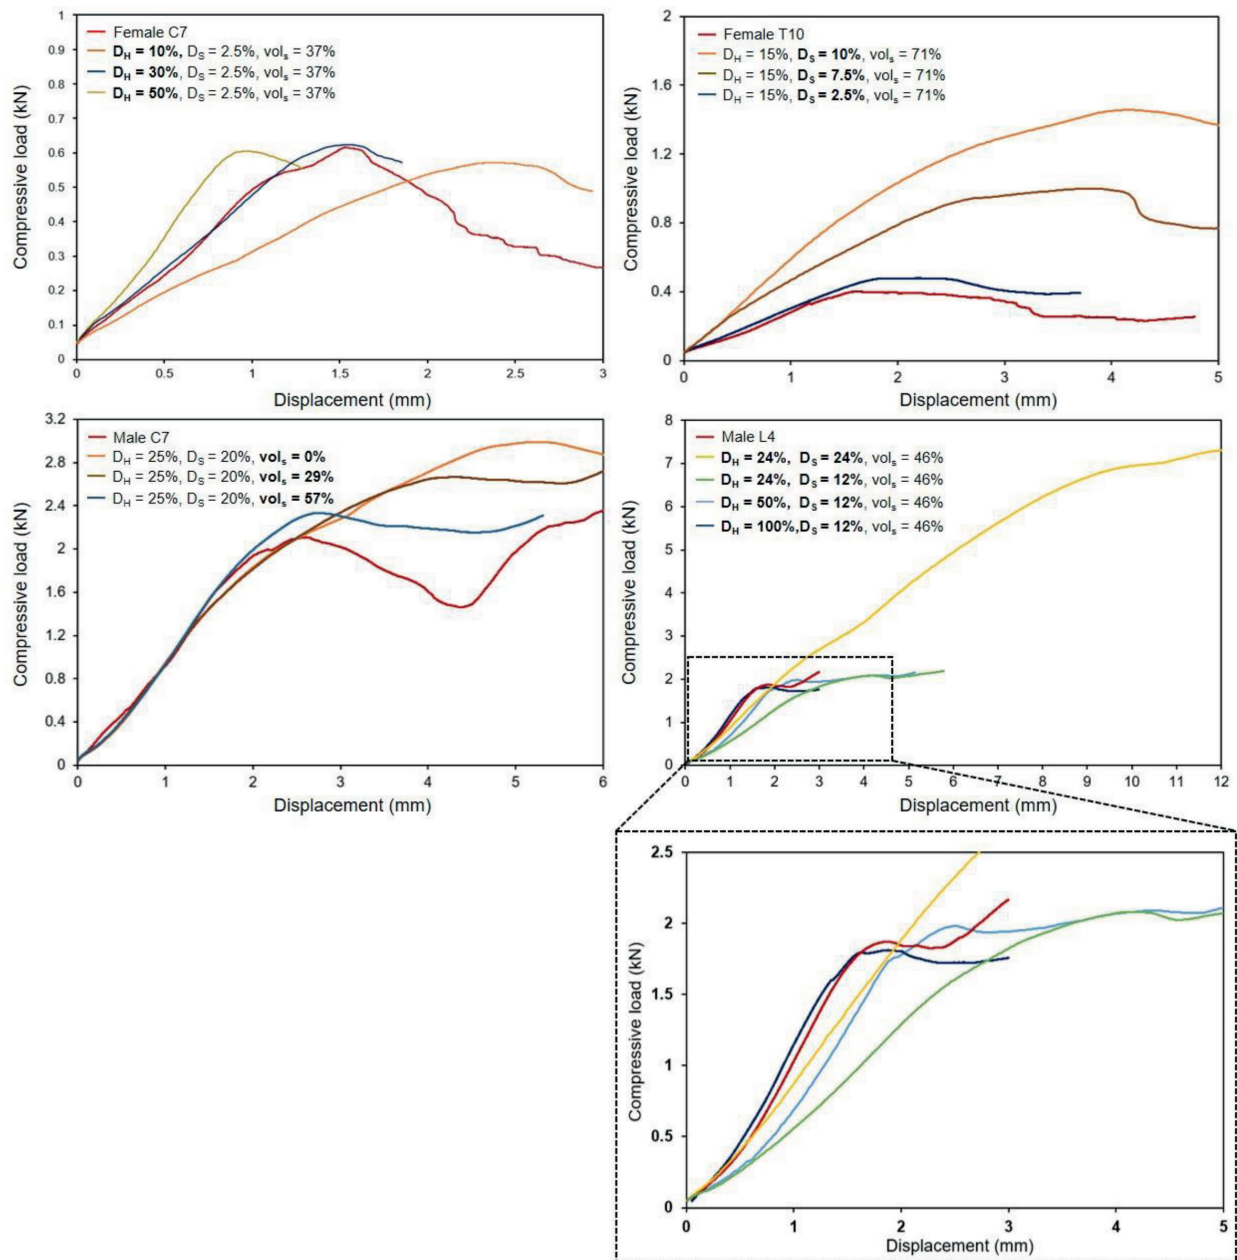 Female C7
D_H = 10%, D_S = 2.5%, vol_s = 37%
D_H = 30%, D_S = 2.5%, vol_s = 37%
D_H = 50%, D_S = 2.5%, vol_s = 37%
Compressive load (kN)
1
0.9
0.8
0.7
0.6
0.5
0.4
0.3
0.2
0.1
0
0 0.5 1 1.5 2 2.5 3
Displacement (mm)
Female T10
D_H = 15%, D_S = 10%, vol_s = 71%
D_H = 15%, D_S = 7.5%, vol_s = 71%
D_H = 15%, D_S = 2.5%, vol_s = 71%
Compressive load (kN)
2
1.6
1.2
0.8
0.4
0
0 1 2 3 4 5
Displacement (mm)
Male C7
D_H = 25%, D_S = 20%, vol_s = 0%
D_H = 25%, D_S = 20%, vol_s = 29%
D_H = 25%, D_S = 20%, vol_s = 57%
Compressive load (kN)
3.2
2.8
2.4
2
1.6
1.2
0.8
0.4
0
0 1 2 3 4 5 6
Displacement (mm)
Male L4
D_H = 24%, D_S = 24%, vol_s = 46%
D_H = 24%, D_S = 12%, vol_s = 46%
D_H = 50%, D_S = 12%, vol_s = 46%
D_H = 100%,D_S = 12%, vol_s = 46%
Compressive load (kN)
8
7
6
5
4
3
2
1
0
0 1 2 3 4 5 6 7 8 9 10 11 12
Displacement (mm)
Compressive load (kN)
2.5
2
1.5
1
0.5
0
0 1 2 3 4 5
Displacement (mm)